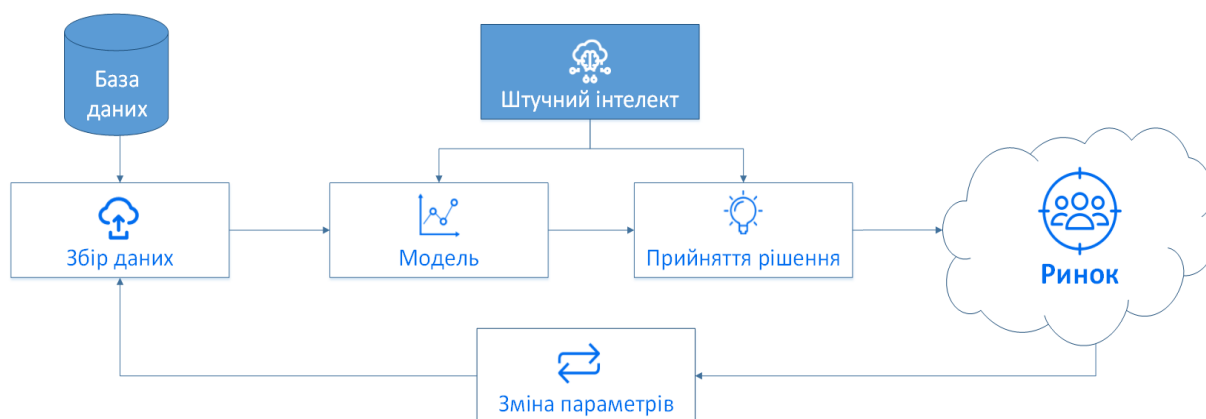 База
даних
Штучний інтелект
Збір даних
Модель
Прийняття рішення
Ринок
Зміна параметрів